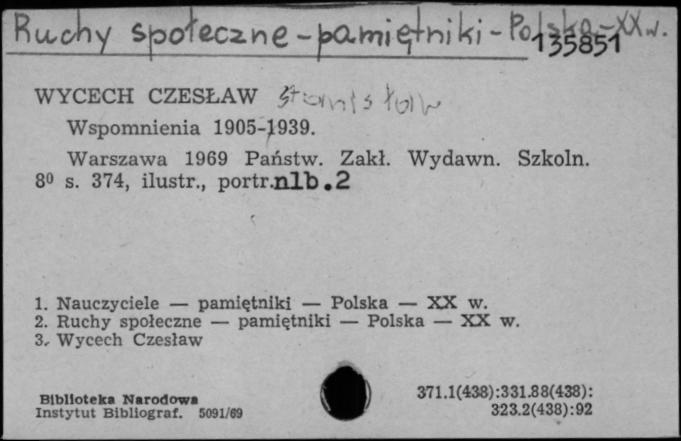 Ruchy społeczne - pamiętniki - Polska - XX w.
135851
WYCECH CZESŁAW Stanisław
Wspomnienia 1905-1939.
Warszawa 1969 Państw. Zakł. Wydawn. Szkoln.
8⁰ s. 374, ilustr., portr. nlb. 2
1. Nauczyciele — pamiętniki — Polska — XX w.
2. Ruchy społeczne — pamiętniki — Polska — XX w.
3. Wycech Czesław
Biblioteka Narodowa
Instytut Bibliograf. 5091/69
371.1(438):331.88(438):
323.2(438):92